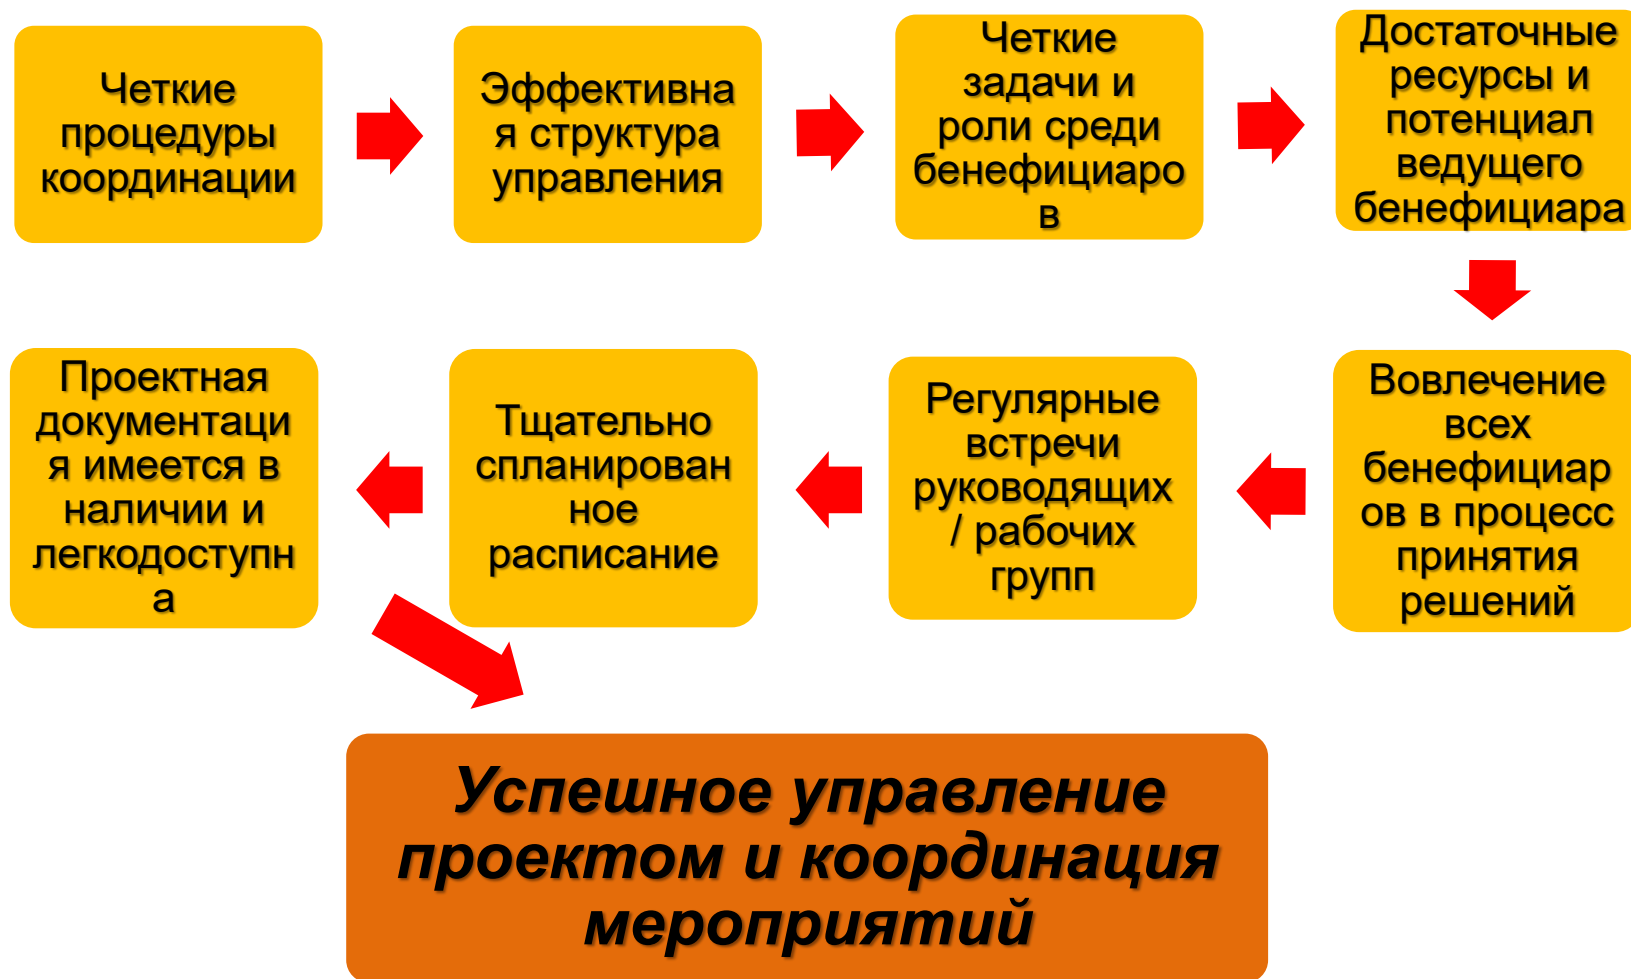 Четкие
процедуры
координации
Эффективна
я структура
управления
Четкие
задачи и
роли среди
бенефициаро
в
Достаточные
ресурсы и
потенциал
ведущего
бенефициара
Вовлечение
всех
бенефициар
ов в процесс
принятия
решений
Регулярные
встречи
руководящих
/ рабочих
групп
Тщательно
спланирован
ное
расписание
Проектная
документаци
я имеется в
наличии и
легкодоступн
а
Успешное управление
проектом и координация
мероприятий